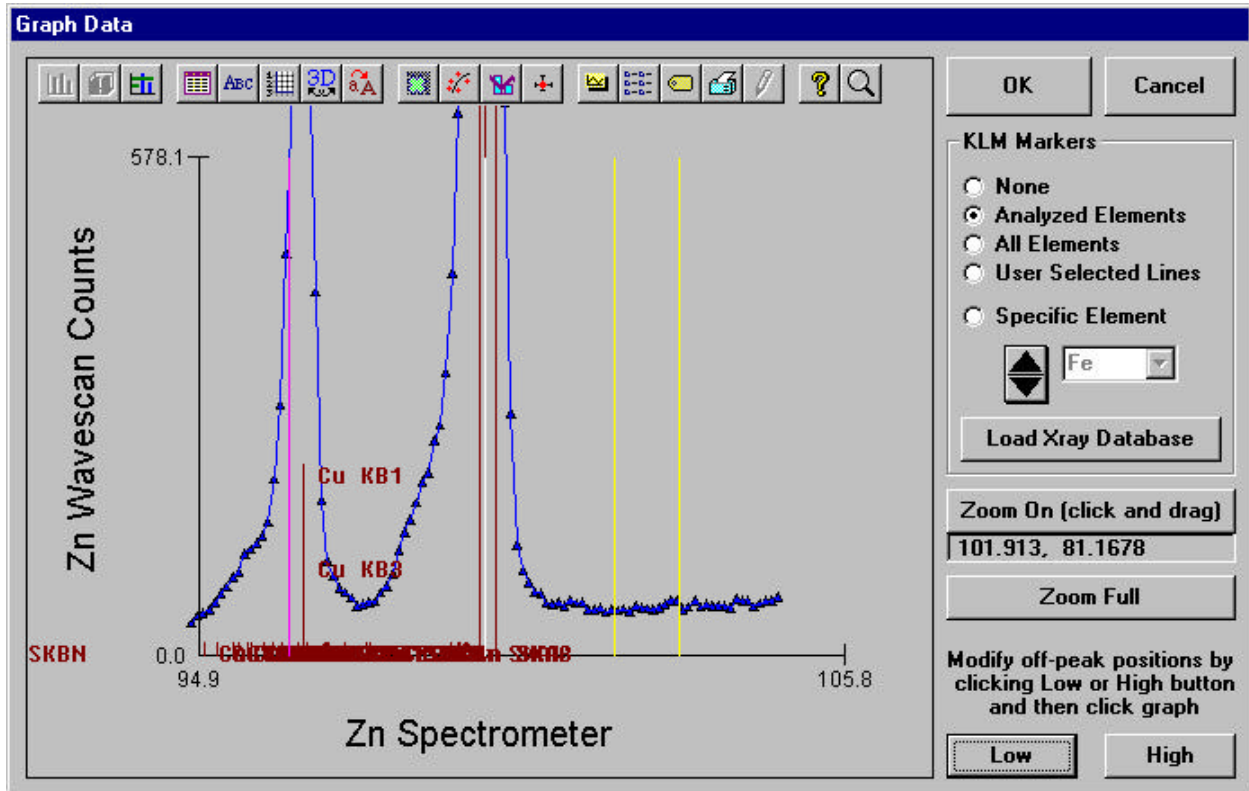 Graph Data
ABC
3D
aA
?
578.1
Zn Wavescan Counts
Cu KB1
Cu KB3
SKBN
0.0
94.9
105.8
Zn Spectrometer
OK
Cancel
KLM Markers
None
Analyzed Elements
All Elements
User Selected Lines
Specific Element
Fe
Load Xray Database
Zoom On (click and drag)
101.913, 81.1678
Zoom Full
Modify off-peak positions by
clicking Low or High button
and then click graph
Low
High